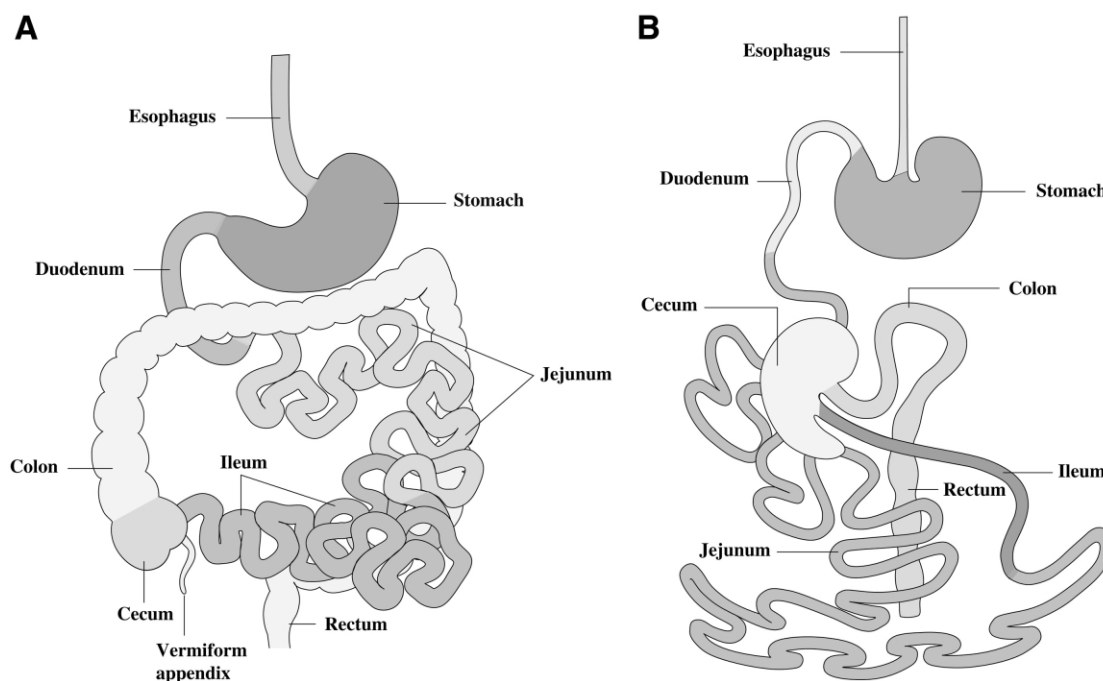 A
Esophagus
Stomach
Duodenum
Jejunum
Colon
Ileum
Cecum
Vermiform
appendix
Rectum
B
Esophagus
Duodenum
Stomach
Colon
Cecum
Ileum
Rectum
Jejunum